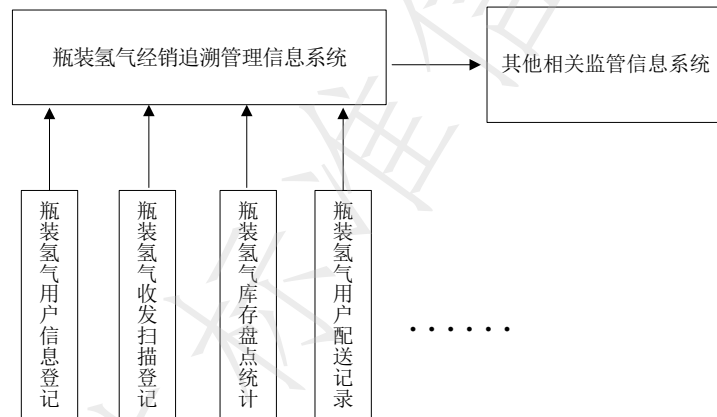 瓶装氢气经销追溯管理信息系统
其他相关监管信息系统
瓶装氢气用户信息登记
瓶装氢气收发扫描登记
瓶装氢气库存盘点统计
瓶装氢气用户配送记录
······